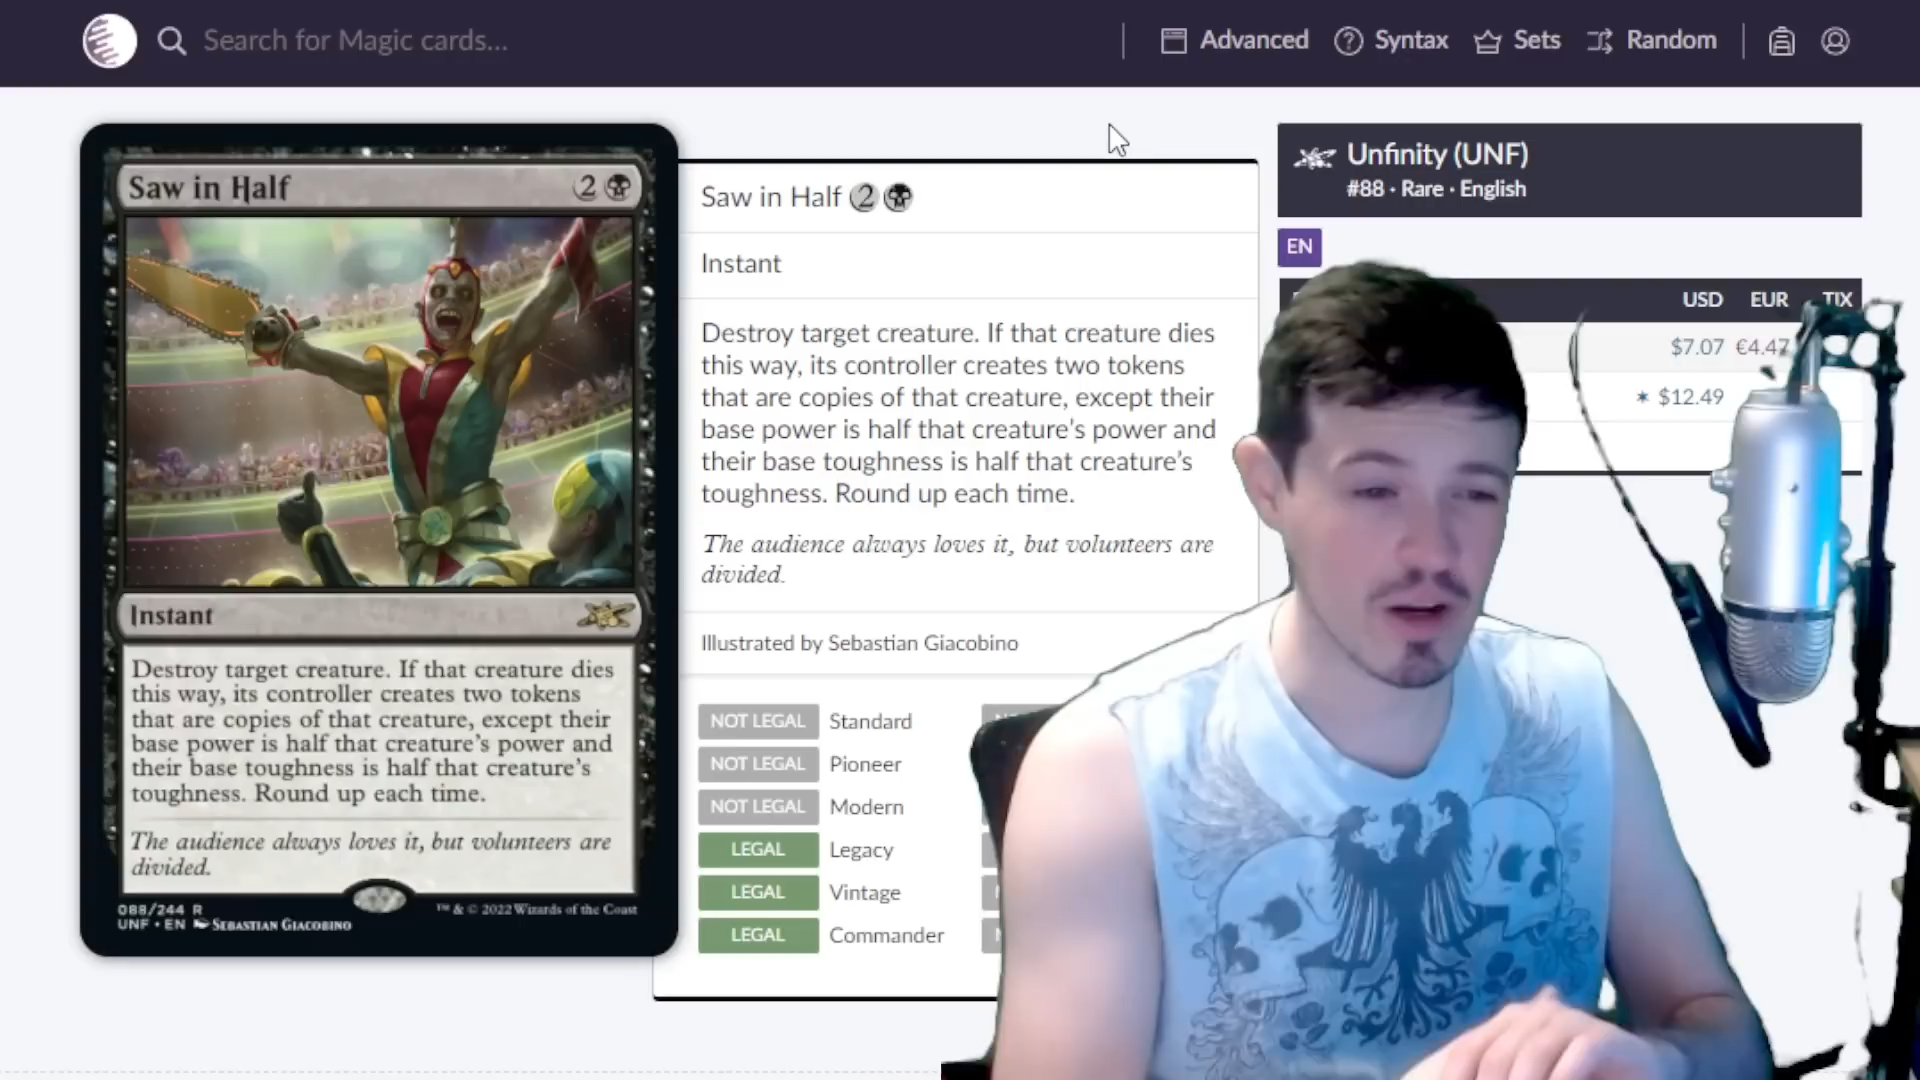 Search for Magic cards...
Advanced
Syntax
Sets
Random
Saw in Half 2
Instant
Destroy target creature. If that creature dies
this way, its controller creates two tokens
that are copies of that creature, except their
base power is half that creature's power and
their base toughness is half that creature's
toughness. Round up each time.
The audience always loves it, but volunteers are
divided.
088/244 R
UNF • EN SEBASTIAN GIACOBINO
™ & © 2022 Wizards of the Coast
Saw in Half 2
Instant
Destroy target creature. If that creature dies
this way, its controller creates two tokens
that are copies of that creature, except their
base power is half that creature's power and
their base toughness is half that creature's
toughness. Round up each time.
The audience always loves it, but volunteers are
divided.
Illustrated by Sebastian Giacobino
NOT LEGAL Standard
NOT LEGAL Pioneer
NOT LEGAL Modern
LEGAL Legacy
LEGAL Vintage
LEGAL Commander
Unfinity (UNF)
#88 • Rare • English
EN
USD EUR TIX
$7.07 €4.47
$12.49